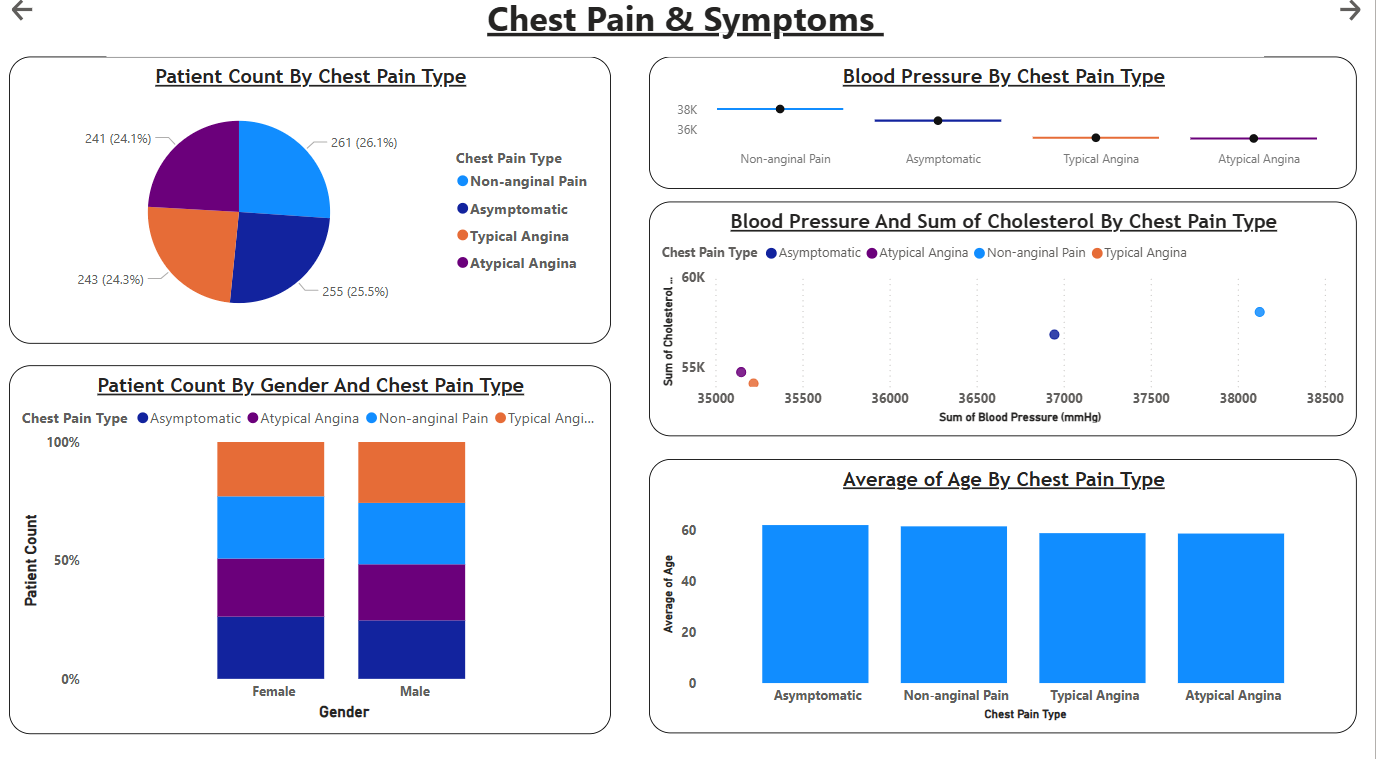 Chest Pain & Symptoms
Patient Count By Chest Pain Type
241 (24.1%)
261 (26.1%)
243 (24.3%)
255 (25.5%)
Chest Pain Type
Non-anginal Pain
Asymptomatic
Typical Angina
Atypical Angina
Blood Pressure By Chest Pain Type
38K
36K
Non-anginal Pain Asymptomatic Typical Angina Atypical Angina
Blood Pressure And Sum of Cholesterol By Chest Pain Type
Chest Pain Type Asymptomatic Atypical Angina Non-anginal Pain Typical Angina
Sum of Cholesterol ...
60K
55K
35000 35500 36000 36500 37000 37500 38000 38500
Sum of Blood Pressure (mmHg)
Patient Count By Gender And Chest Pain Type
Chest Pain Type Asymptomatic Atypical Angina Non-anginal Pain Typical Angi...
Patient Count
100%
50%
0%
Female Male
Gender
Average of Age By Chest Pain Type
Average of Age
60
40
20
0
Asymptomatic Non-anginal Pain Typical Angina Atypical Angina
Chest Pain Type